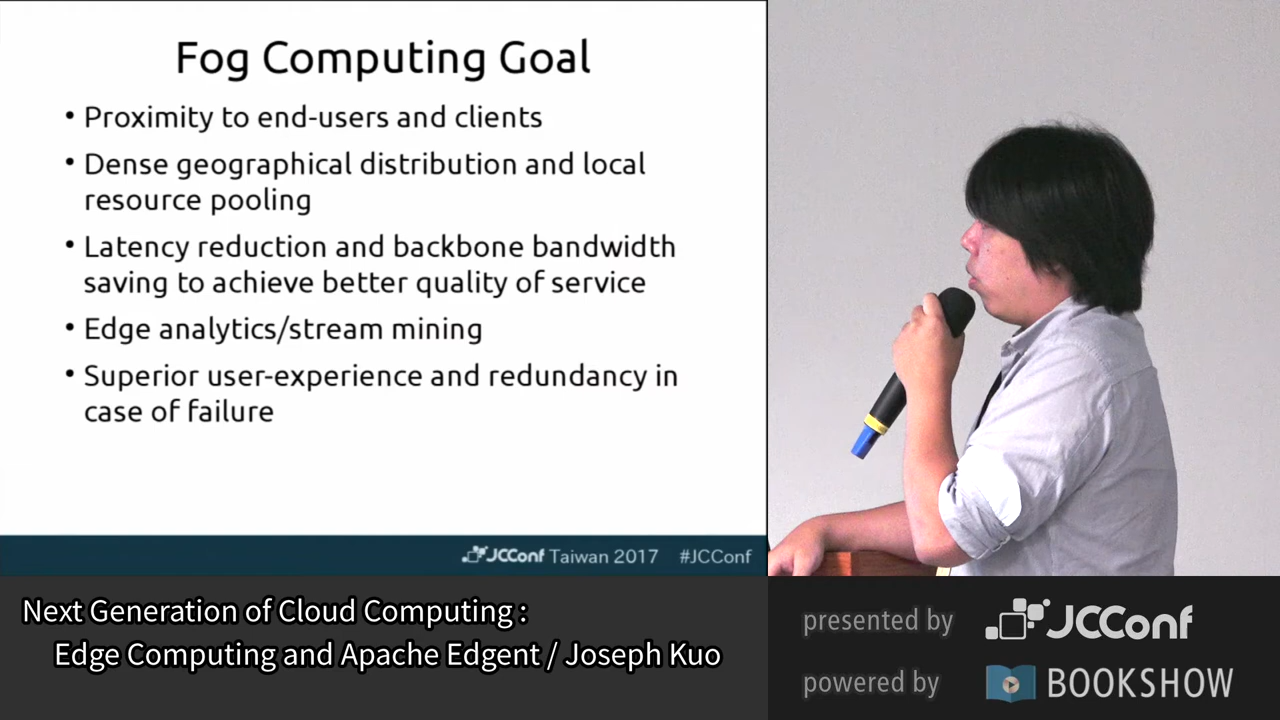 Fog Computing Goal
• Proximity to end-users and clients
• Dense geographical distribution and local
resource pooling
• Latency reduction and backbone bandwidth
saving to achieve better quality of service
• Edge analytics/stream mining
• Superior user-experience and redundancy in
case of failure
JCConf Taiwan 2017 #JCConf
Next Generation of Cloud Computing :
Edge Computing and Apache Edgent / Joseph Kuo
presented by JCConf
powered by BOOKSHOW